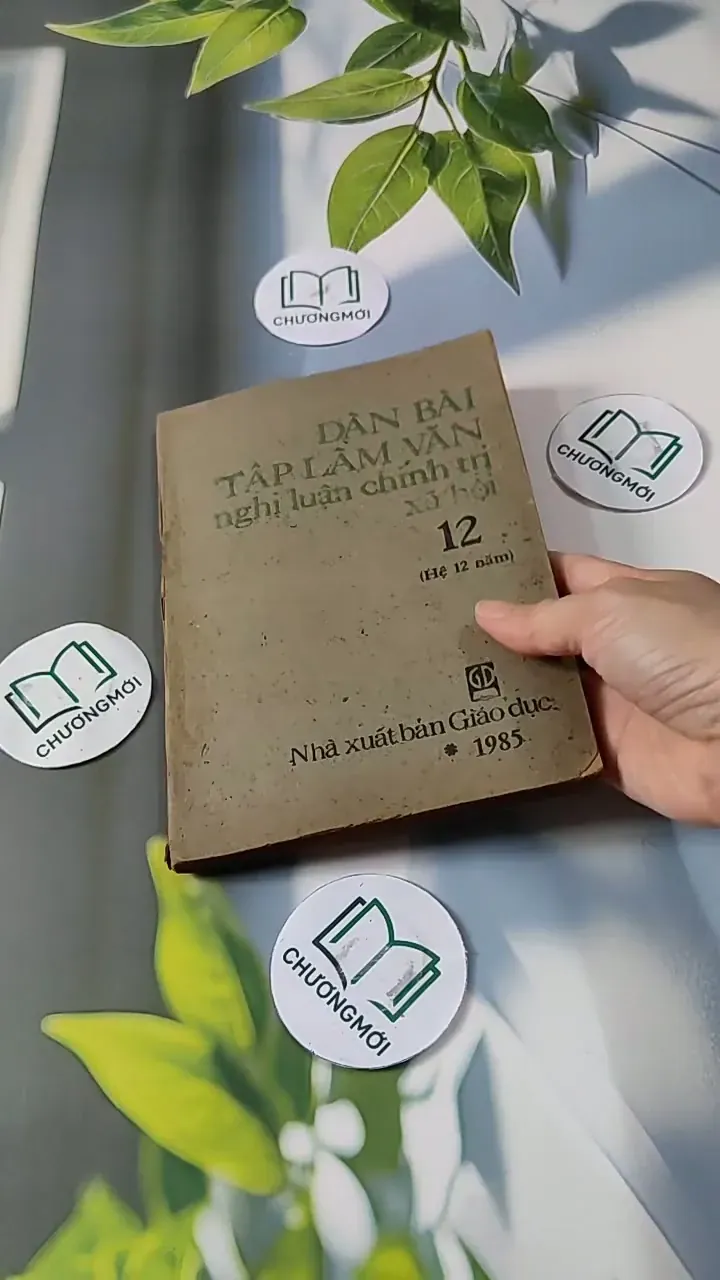 CHƯƠNGMỚI
DÀN BÀI
TẬP LÀM VĂN
nghị luận chính trị
xã hội
12
(Hệ 12 năm)
CHƯƠNGMỚI
GD
Nhà xuất bản Giáo dục
* 1985
CHƯƠNGMỚI
CHƯƠNGMỚI